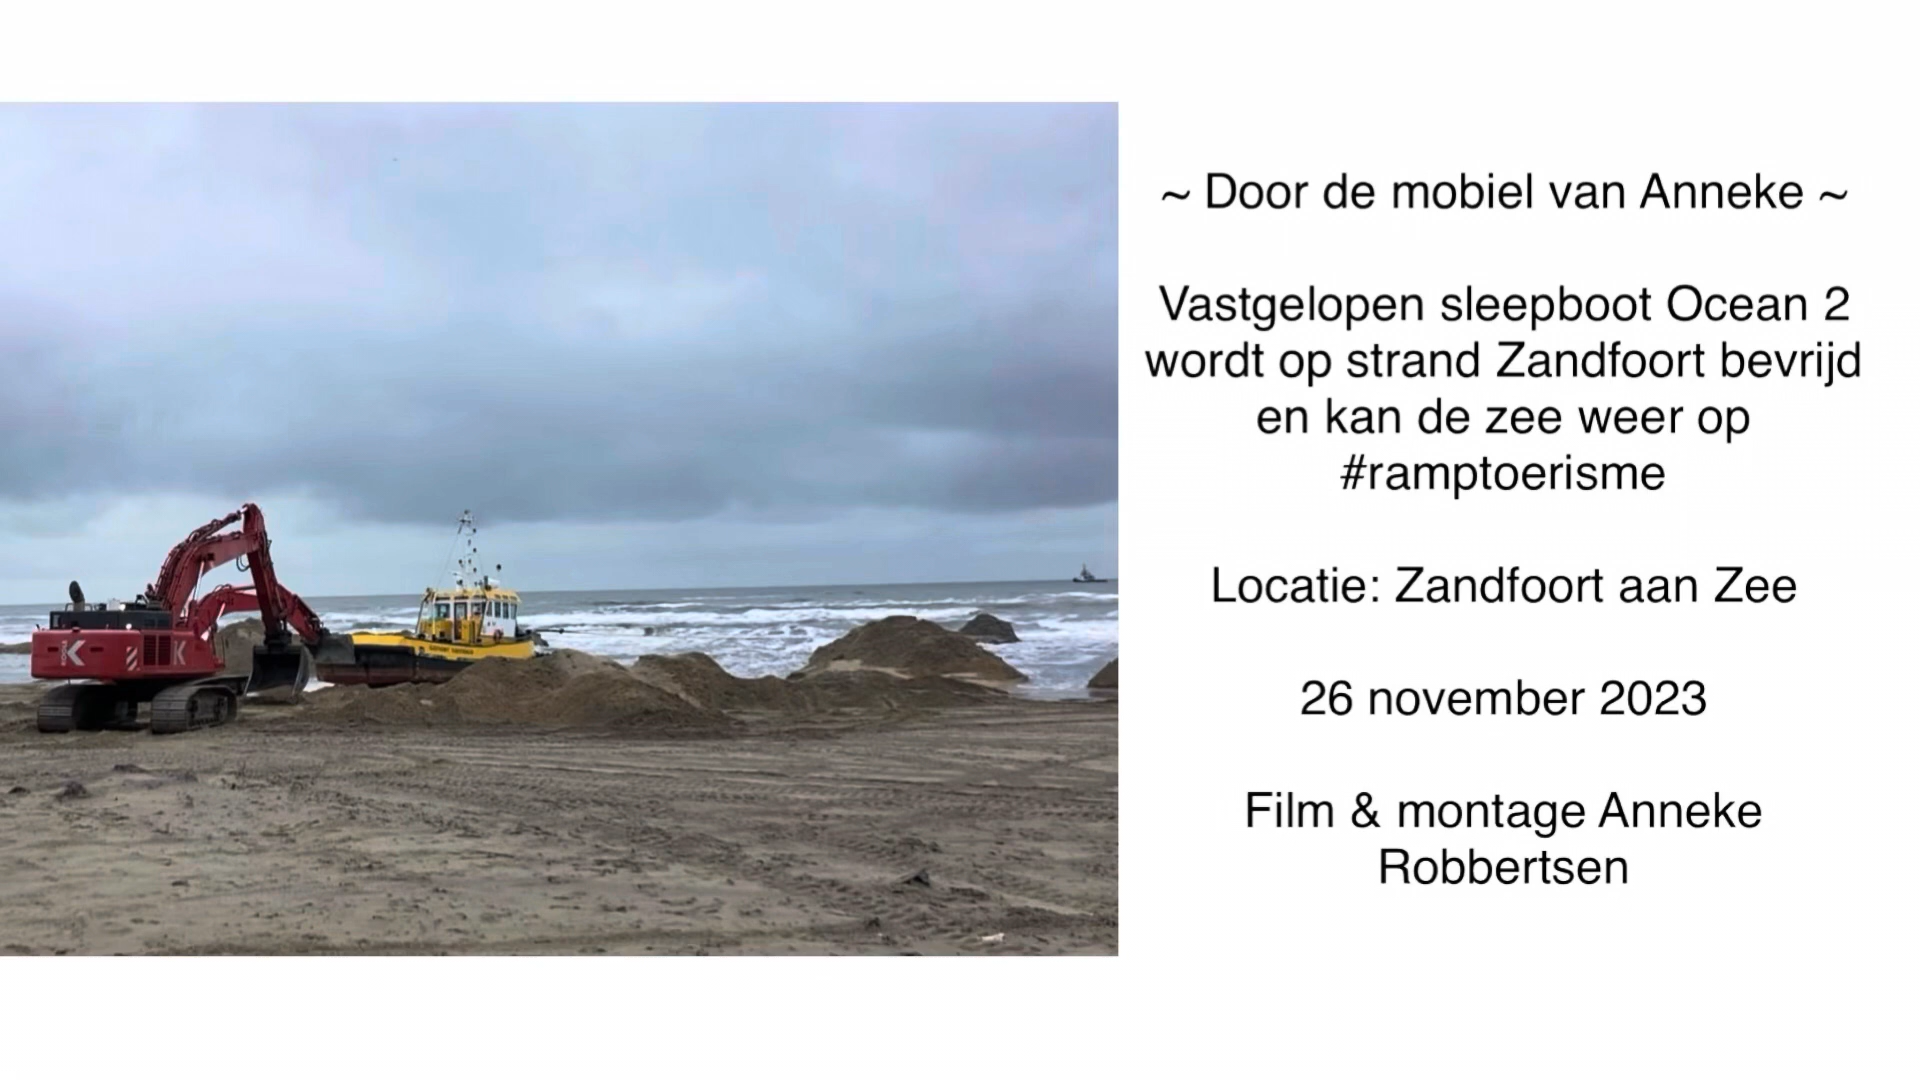 ~ Door de mobiel van Anneke ~
Vastgelopen sleepboot Ocean 2
wordt op strand Zandfoort bevrijd
en kan de zee weer op
#ramptoerisme
Locatie: Zandfoort aan Zee
26 november 2023
Film & montage Anneke
Robbertsen
K
K